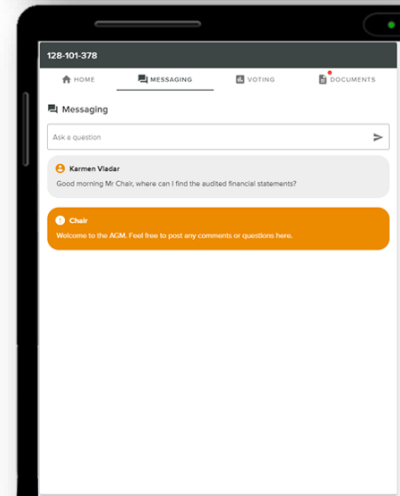 128-101-378
HOME MESSAGING VOTING DOCUMENTS
Messaging
Ask a question
Karmen Viadar
Good morning Mr Chair, where can I find the audited financial statements?
Chair
Welcome to the AGM. Feel free to post any comments or questions here.